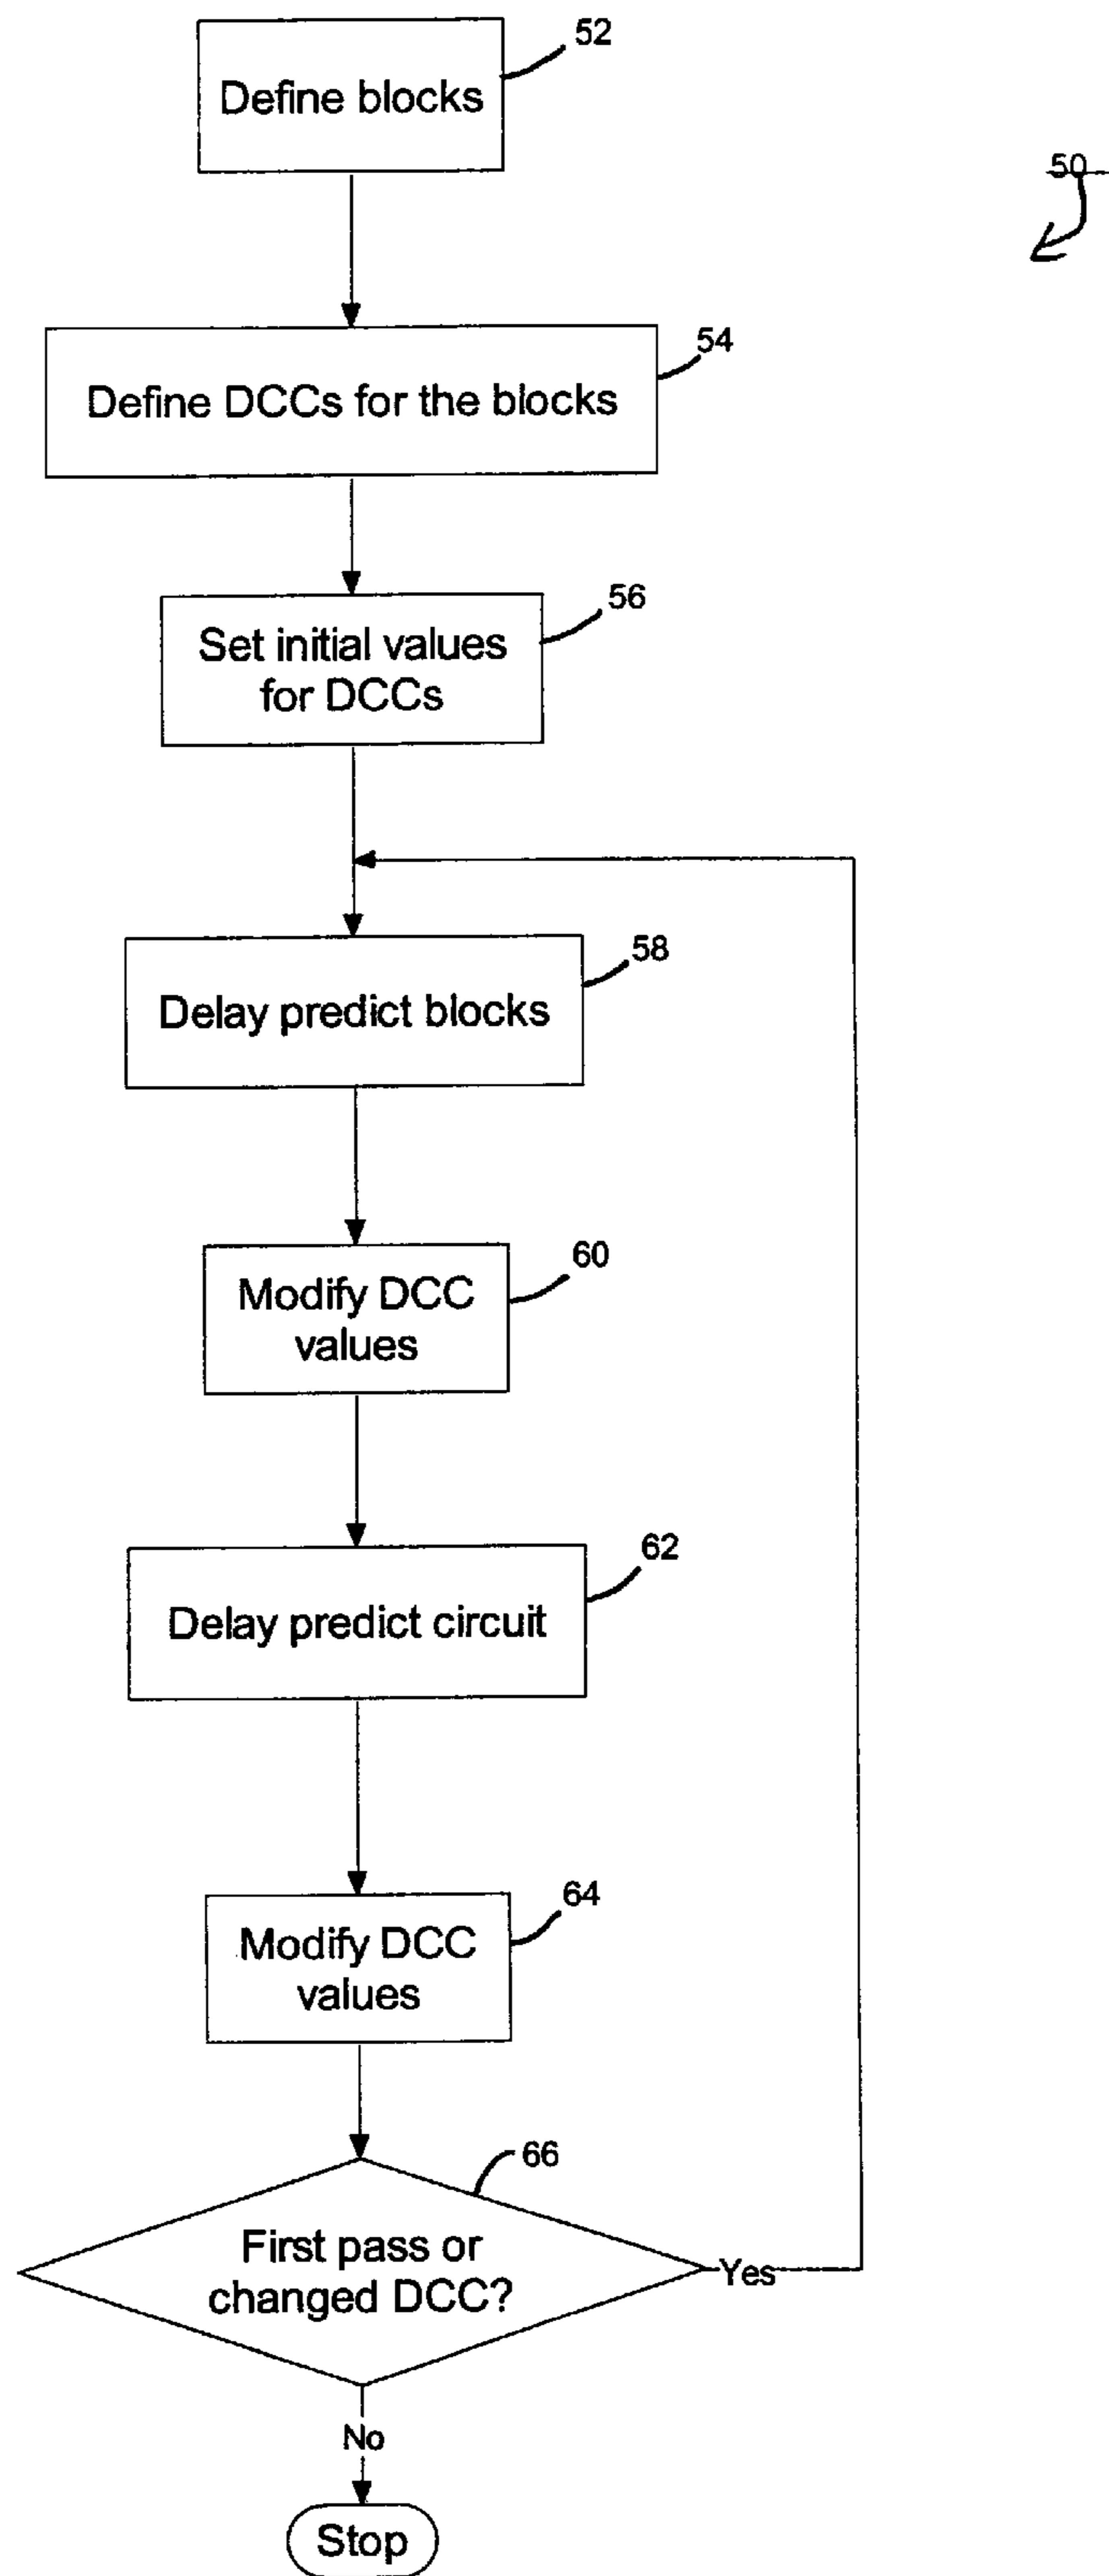 52
Define blocks
50
54
Define DCCs for the blocks
56
Set initial values
for DCCs
58
Delay predict blocks
60
Modify DCC
values
62
Delay predict circuit
64
Modify DCC
values
66
First pass or
changed DCC?
Yes
No
Stop